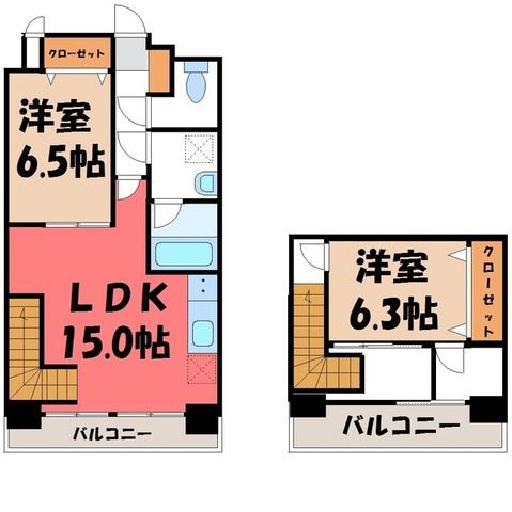 クローゼット
洋室
6.5帖
LDK
15.0帖
バルコニー
洋室
6.3帖
クローゼット
バルコニー